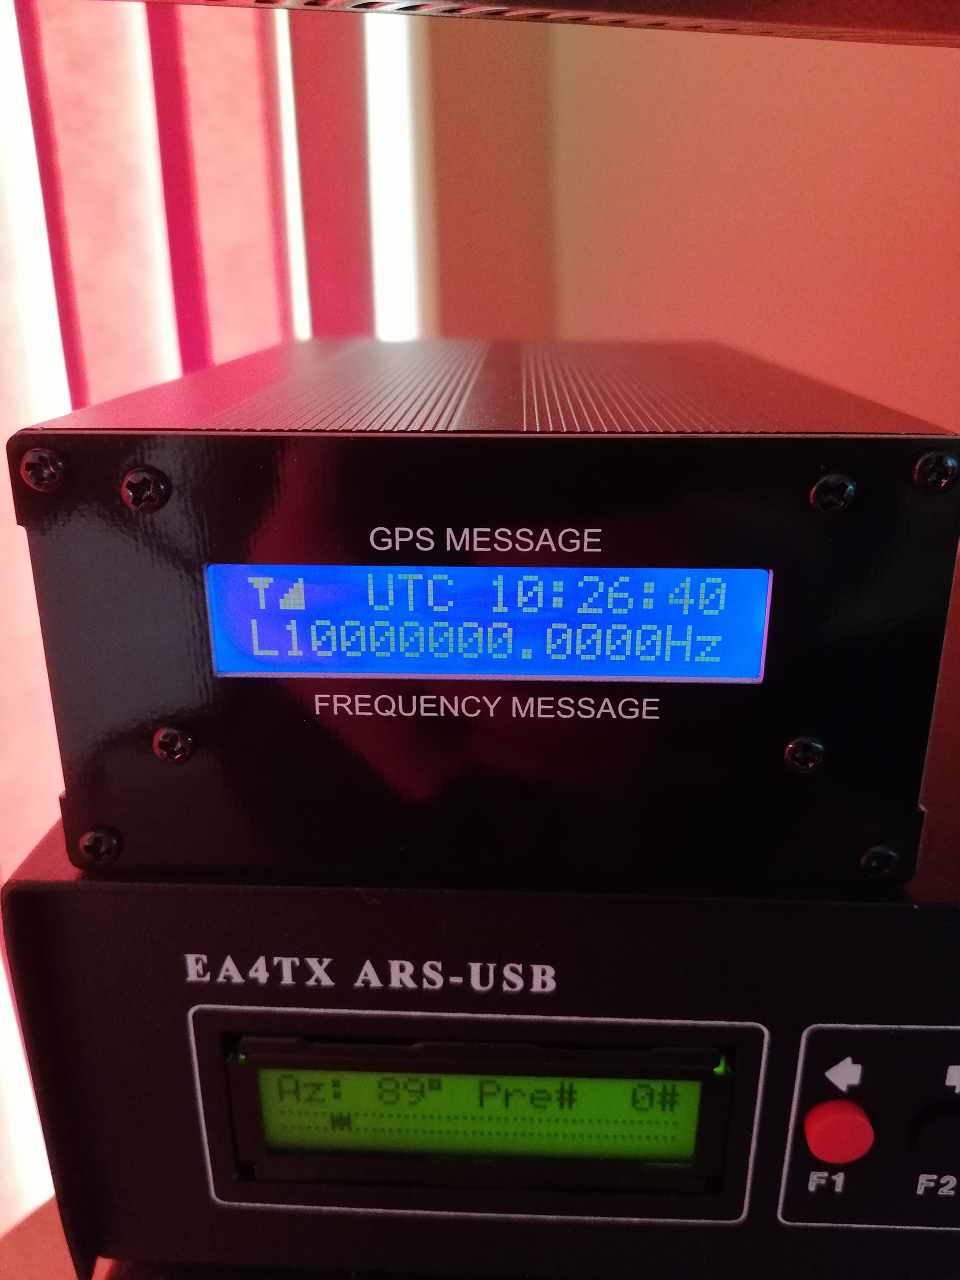 GPS MESSAGE
UTC 10:26:40
L10000000.0000Hz
FREQUENCY MESSAGE
EA4TX ARS-USB
Az: 89° Pre# 0#
F1 F2